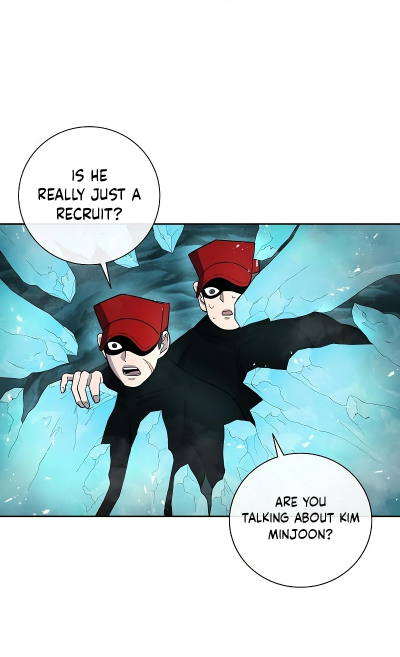 IS HE
REALLY JUST A
RECRUIT?
ARE YOU
TALKING ABOUT KIM
MINJOON?